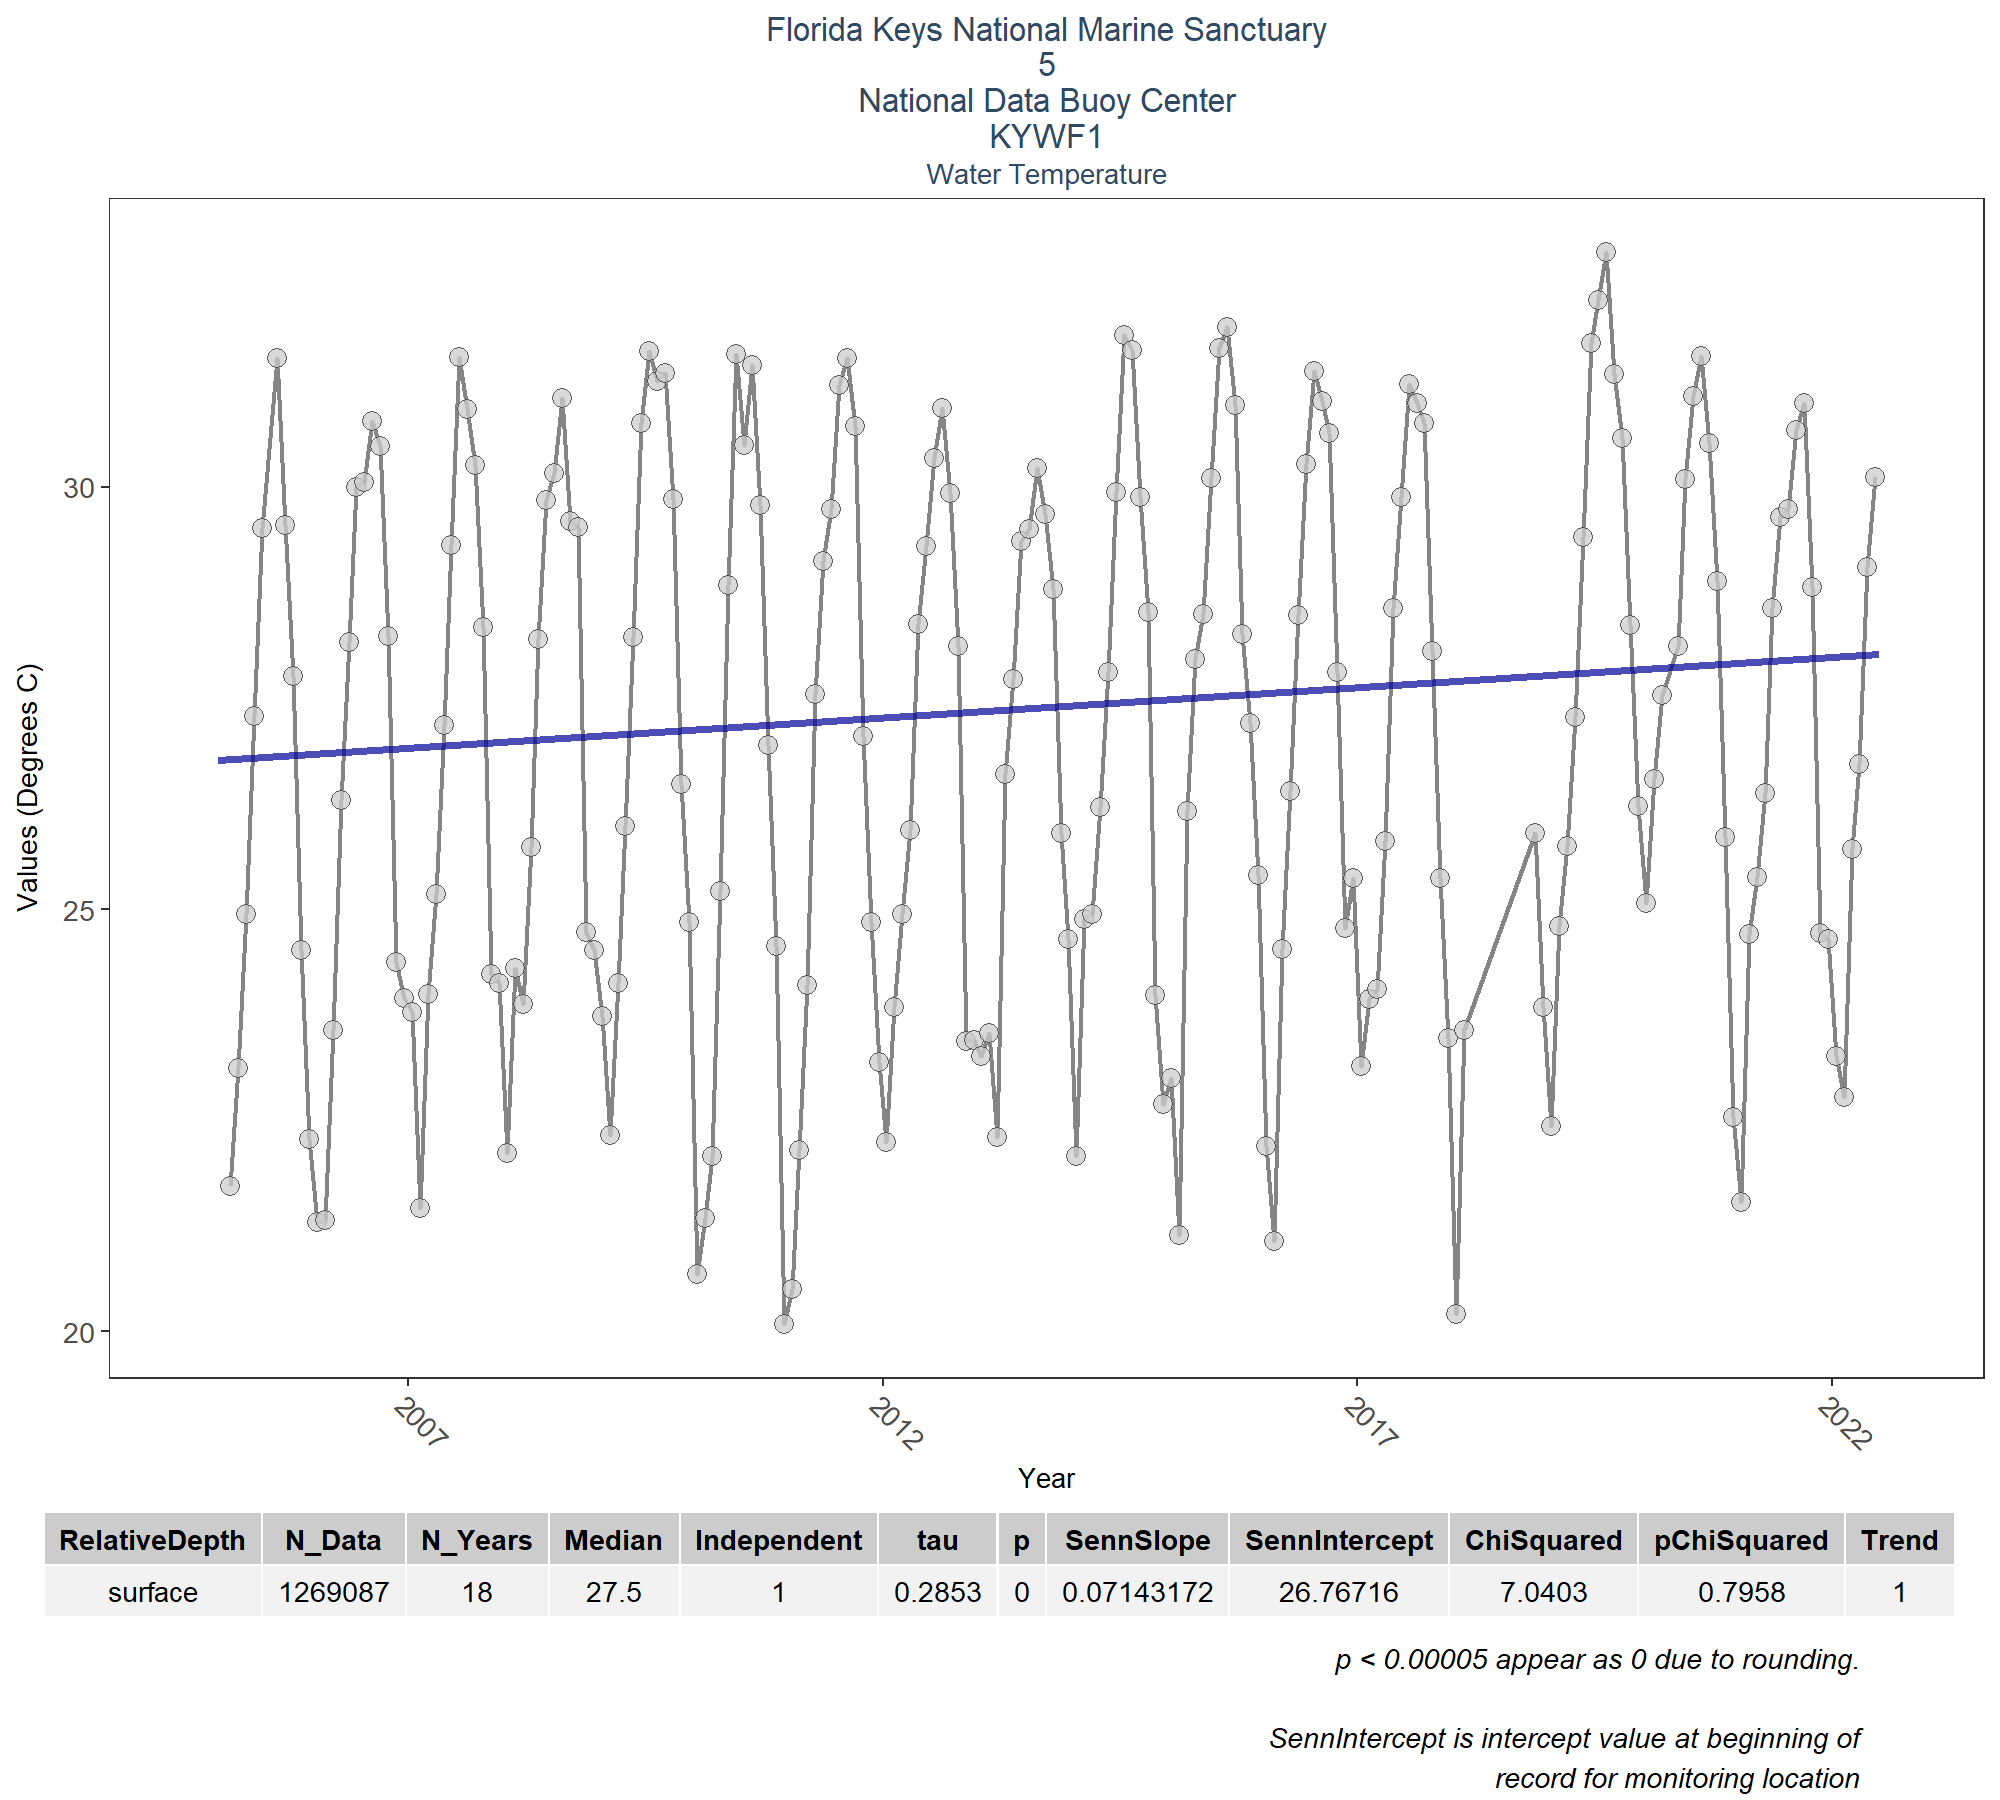 Florida Keys National Marine Sanctuary
5
National Data Buoy Center
KYWF1
Water Temperature
Values (Degrees C)
30
25
20
2007
2012
2017
2022
Year
RelativeDepth N_Data N_Years Median Independent tau p SennSlope SennIntercept ChiSquared pChiSquared Trend
surface 1269087 18 27.5 1 0.2853 0 0.07143172 26.76716 7.0403 0.7958 1
p < 0.00005 appear as 0 due to rounding.
SennIntercept is intercept value at beginning of
record for monitoring location